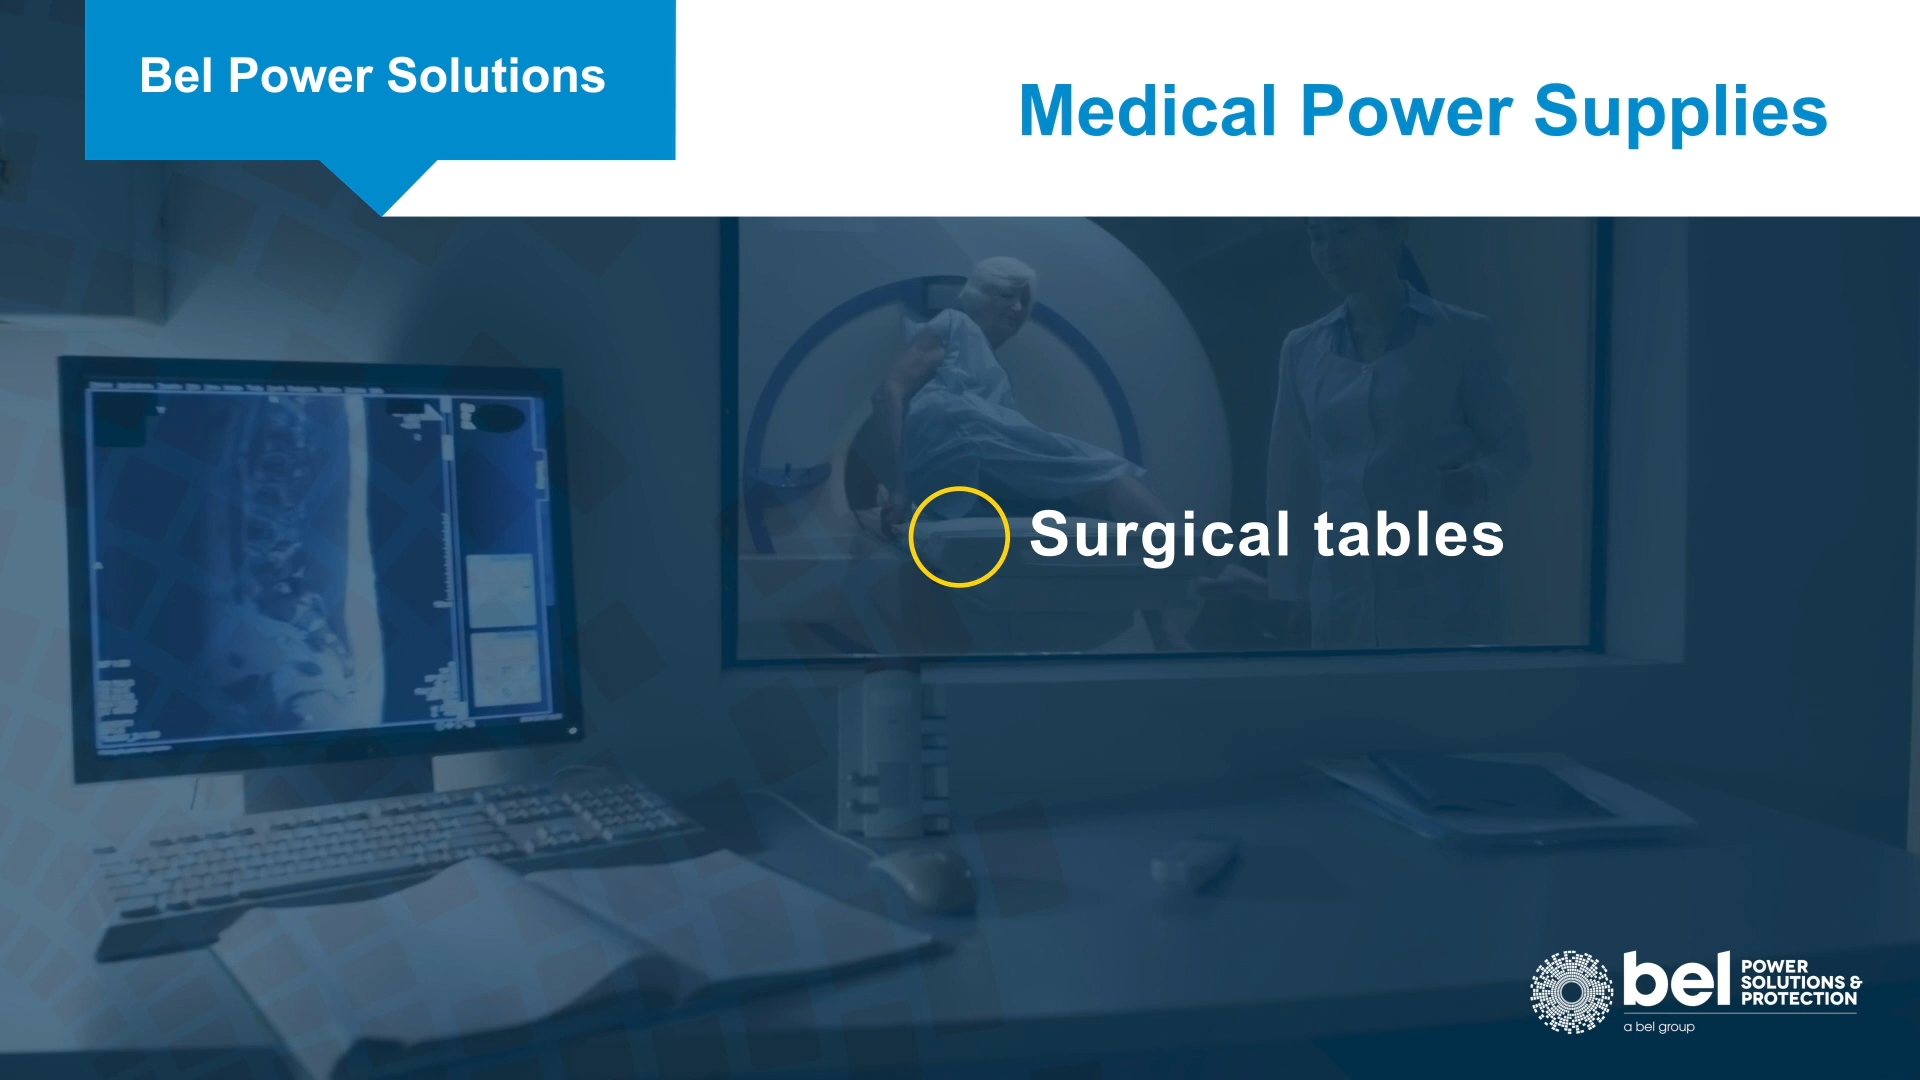 Bel Power Solutions
Medical Power Supplies
Surgical tables
bel
POWER
SOLUTIONS &
PROTECTION
a bel group